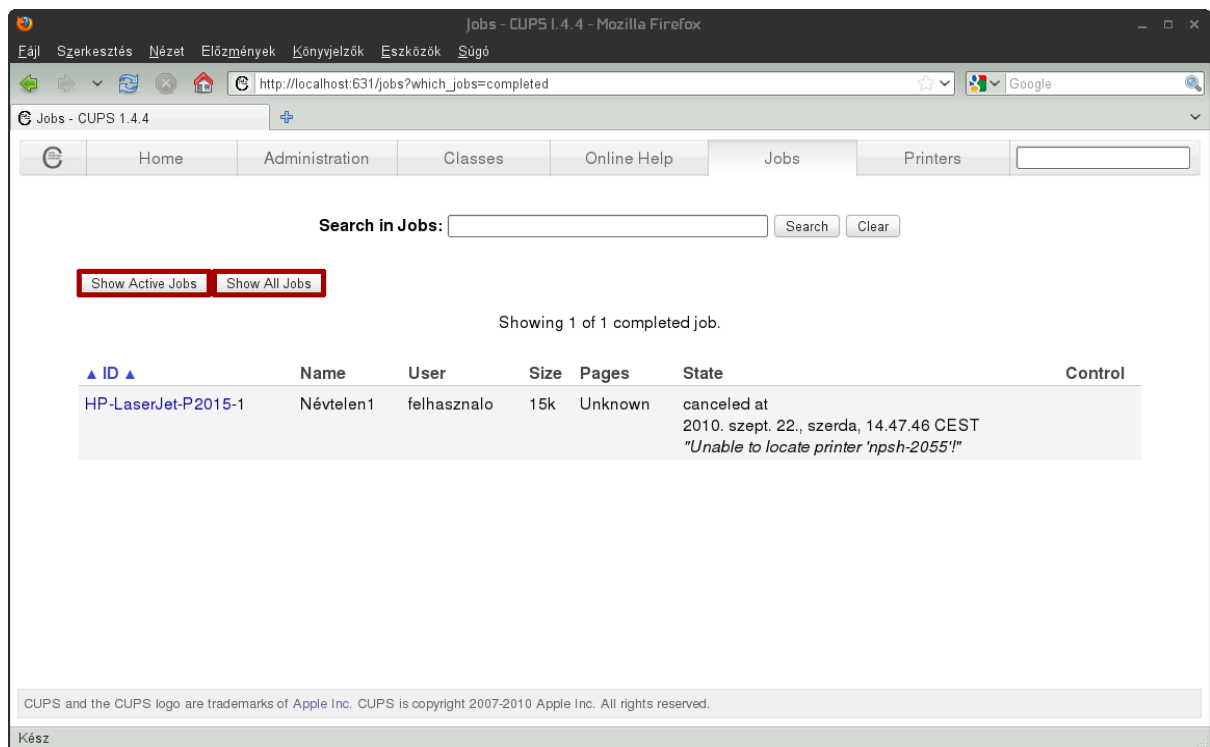 Jobs - CUPS 1.4.4 - Mozilla Firefox
Fájl Szerkesztés Nézet Előzmények Könyvjelzők Eszközök Súgó
http://localhost:631/jobs?which_jobs=completed Google
Jobs - CUPS 1.4.4
Home Administration Classes Online Help Jobs Printers
Search in Jobs: Search Clear
Show Active Jobs Show All Jobs
Showing 1 of 1 completed job.
▲ ID ▲ Name User Size Pages State Control
HP-LaserJet-P2015-1 Névtelen1 felhasznalo 15k Unknown canceled at
2010. szept. 22., szerda, 14.47.46 CEST
"Unable to locate printer 'npsh-2055'!"
CUPS and the CUPS logo are trademarks of Apple Inc. CUPS is copyright 2007-2010 Apple Inc. All rights reserved.
Kész